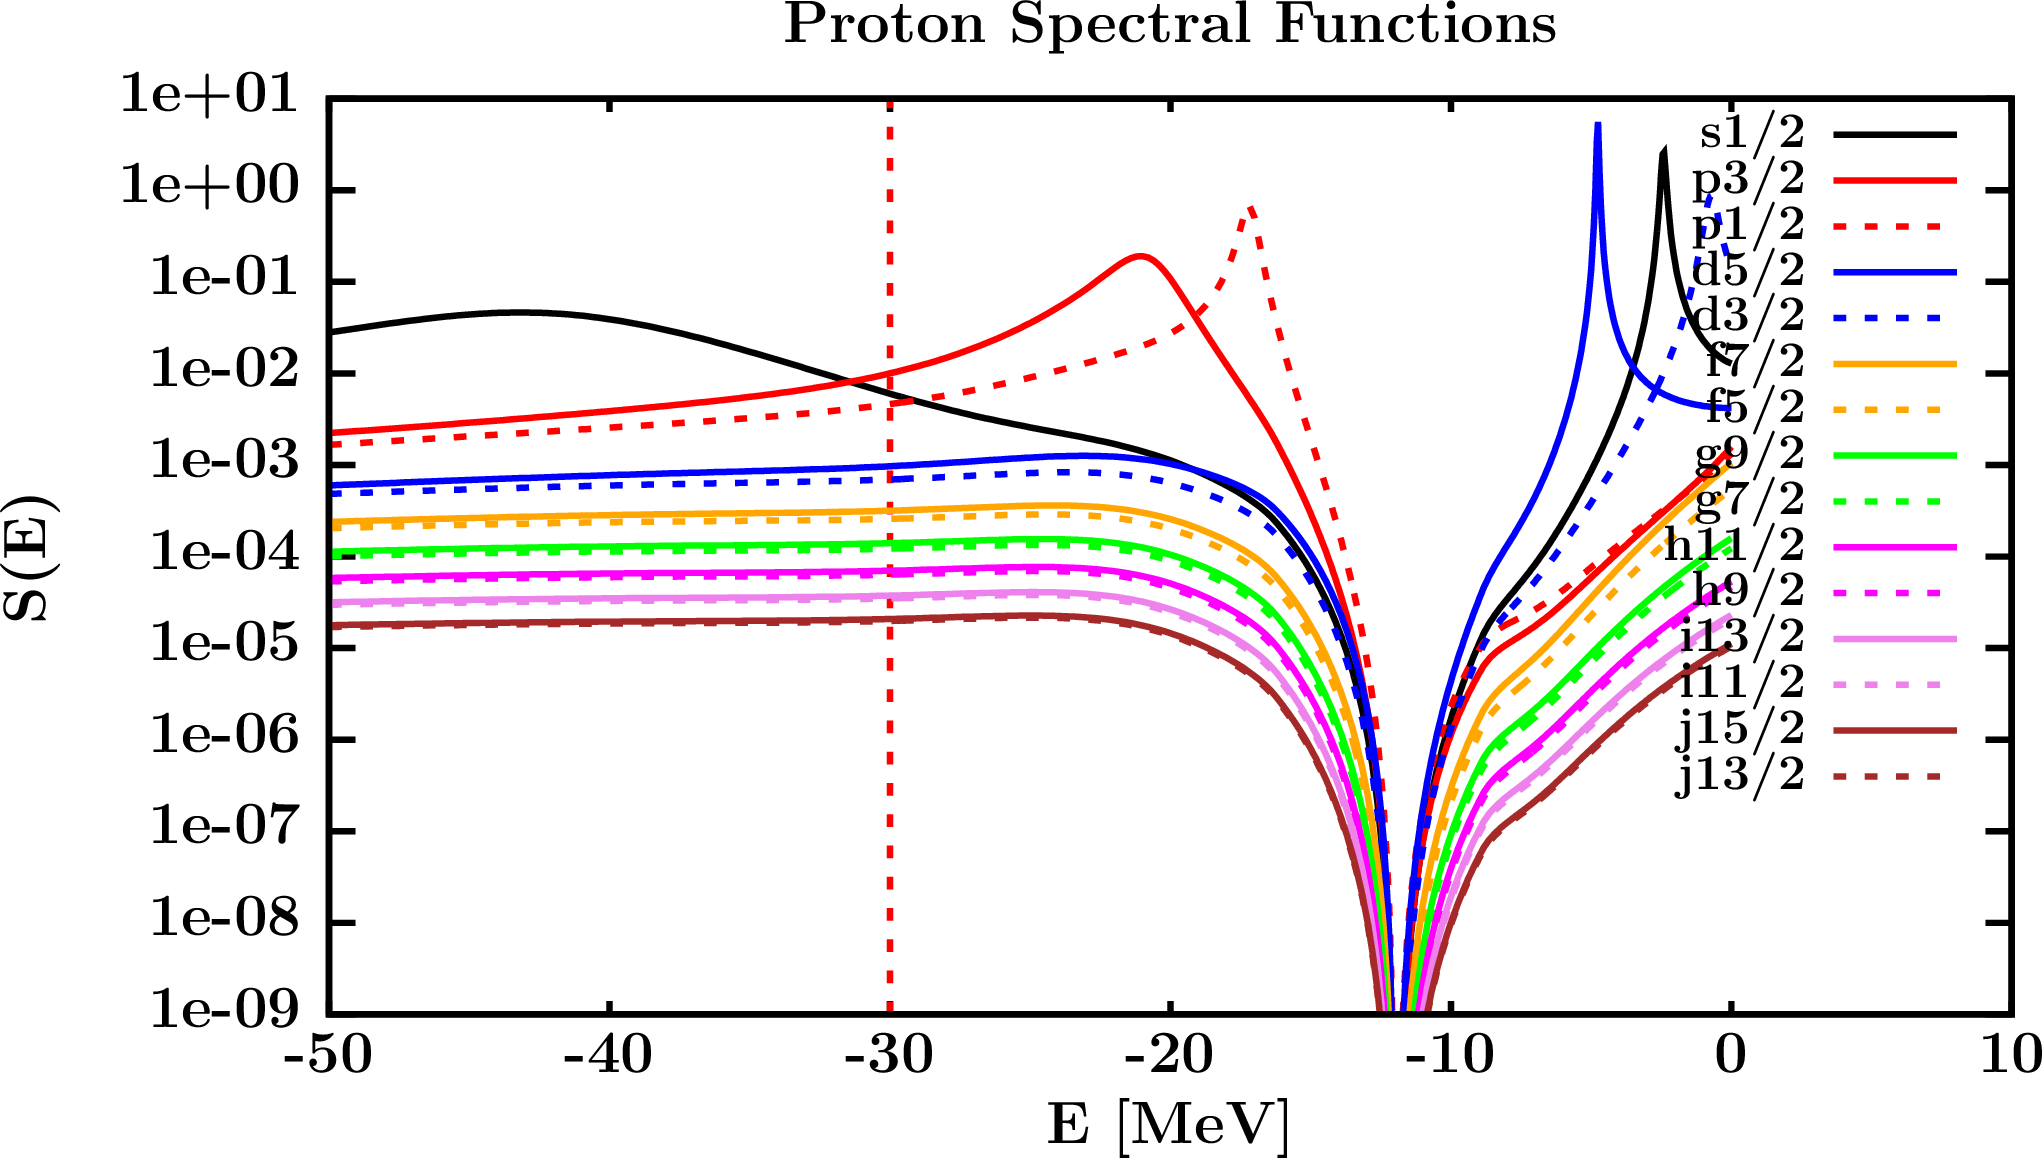 Proton Spectral Functions
1e+01
1e+00
1e-01
1e-02
1e-03
1e-04
1e-05
1e-06
1e-07
1e-08
1e-09
S(E)
-50
-40
-30
-20
-10
0
10
E [MeV]
s1/2
p3/2
p1/2
d5/2
d3/2
f7/2
f5/2
g9/2
g7/2
h11/2
h9/2
i13/2
i11/2
j15/2
j13/2